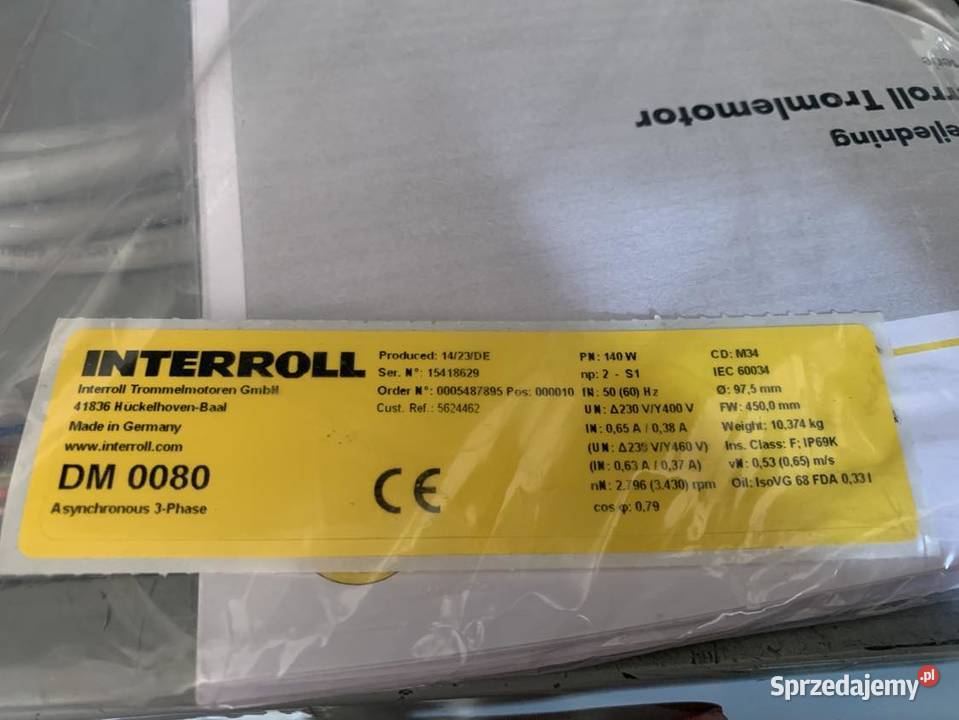 rroll Tromlemotor
ejledning
INTERROLL
Interroll Trommelmotoren GmbH
41836 Hückelhoven-Baal
Made in Germany
www.interroll.com
DM 0080
Asynchronous 3-Phase
Produced: 14/23/DE
Ser. N°: 15418629
Order N°: 0005487895 Pos: 000010
Cust. Ref.: 5624462
CE
PN: 140 W
np: 2 - S1
fN: 50 (60) Hz
UN: Δ230 V/Y400 V
IN: 0,65 A / 0,38 A
(UN: Δ235 V/Y460 V)
(IN: 0,63 A / 0,37 A)
nN: 2.796 (3.430) rpm
cos φ: 0,79
CD: M34
IEC 60034
Ø: 97,5 mm
FW: 450,0 mm
Weight: 10,374 kg
Ins. Class: F; IP69K
vN: 0,53 (0,65) m/s
Oil: IsoVG 68 FDA 0,33 l
Sprzedajemy.pl